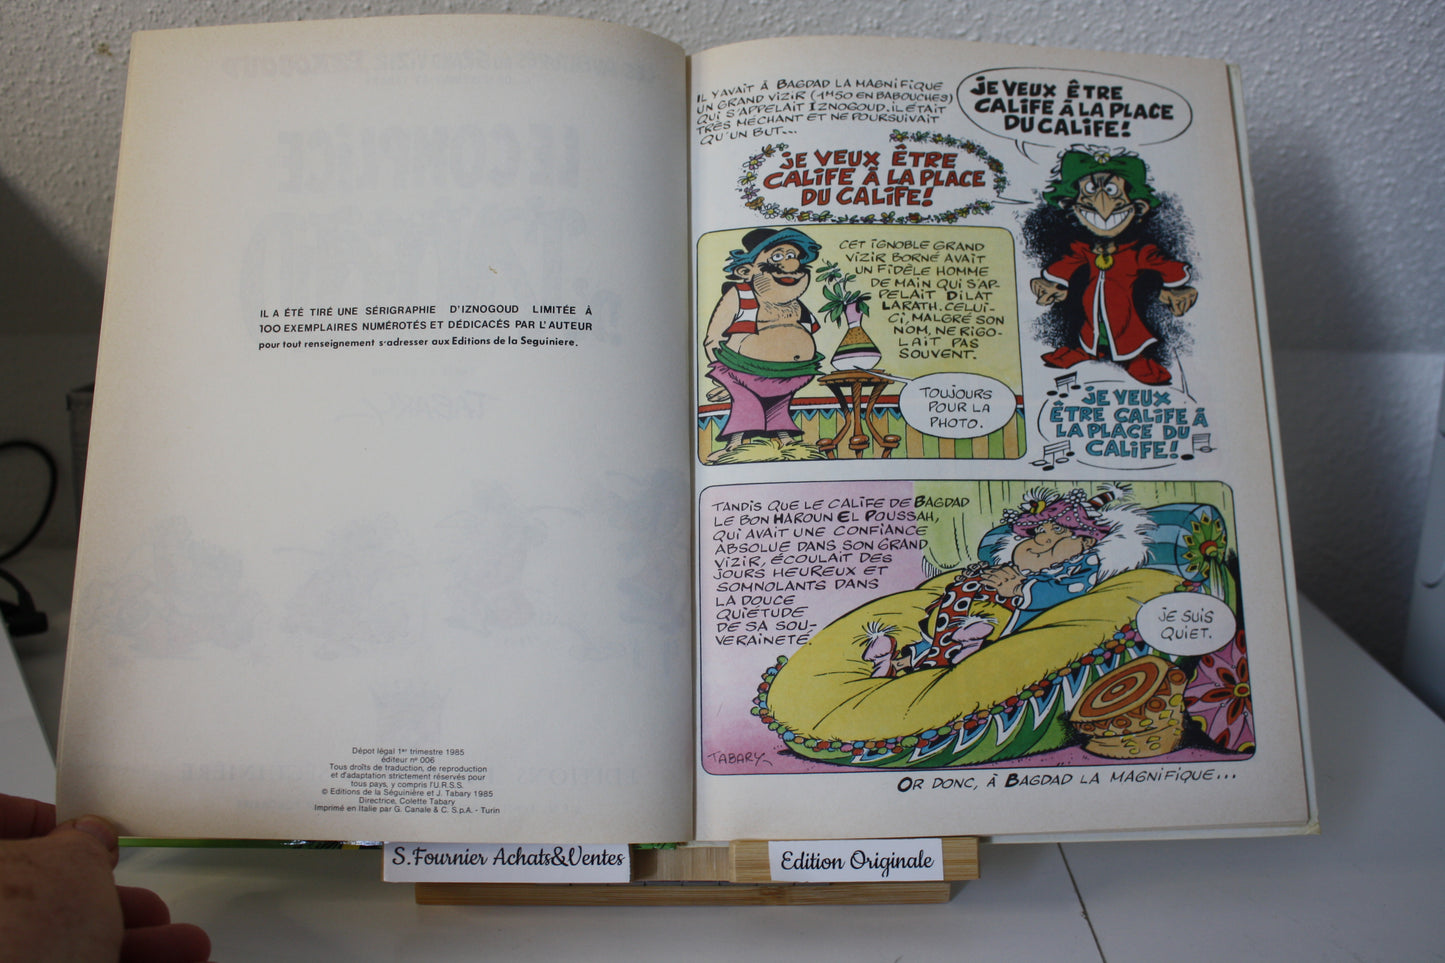 IL A ÉTÉ TIRÉ UNE SÉRIGRAPHIE D'IZNOGOUD LIMITÉE À
100 EXEMPLAIRES NUMÉROTÉS ET DÉDICACÉS PAR L'AUTEUR
pour tout renseignement s'adresser aux Editions de la Seguiniere.
Dépot légal 1er trimestre 1985
éditeur nº 006
Tous droits de traduction, de reproduction
et d'adaptation strictement réservés pour
tous pays, y compris l'U.R.S.S.
© Editions de la Séguinière et J. Tabary 1985
Directrice, Colette Tabary
Imprimé en Italie par G. Canale & C. S.p.A. - Turin
IL Y AVAIT À BAGDAD LA MAGNIFIQUE
UN GRAND VIZIR (1M50 EN BABOUCHES)
QUI S'APPELAIT IZNOGOUD. IL ÉTAIT
TRÈS MÉCHANT ET NE POURSUIVAIT
QU'UN BUT...
JE VEUX ÊTRE
CALIFE À LA PLACE
DU CALIFE!
JE VEUX ÊTRE
CALIFE À LA PLACE
DU CALIFE!
JE VEUX
ÊTRE CALIFE À
LA PLACE DU
CALIFE!
CET IGNOBLE GRAND
VIZIR BORNÉ AVAIT
UN FIDÈLE HOMME
DE MAIN QUI S'AP-
PELAIT DILAT
LARATH. CELUI-
CI, MALGRÉ SON
NOM, NE RIGO-
LAIT PAS
SOUVENT.
TOUJOURS
POUR LA
PHOTO.
TANDIS QUE LE CALIFE DE BAGDAD
LE BON HAROUN EL POUSSAH,
QUI AVAIT UNE CONFIANCE
ABSOLUE DANS SON GRAND
VIZIR, ÉCOULAIT DES
JOURS HEUREUX ET
SOMNOLANTS DANS
LA DOUCE
QUIÉTUDE
DE SA SOU-
VERAINETÉ.
JE SUIS
QUIET.
TABARY
OR DONC, À BAGDAD LA MAGNIFIQUE...
S.Fournier Achats&Ventes
Edition Originale